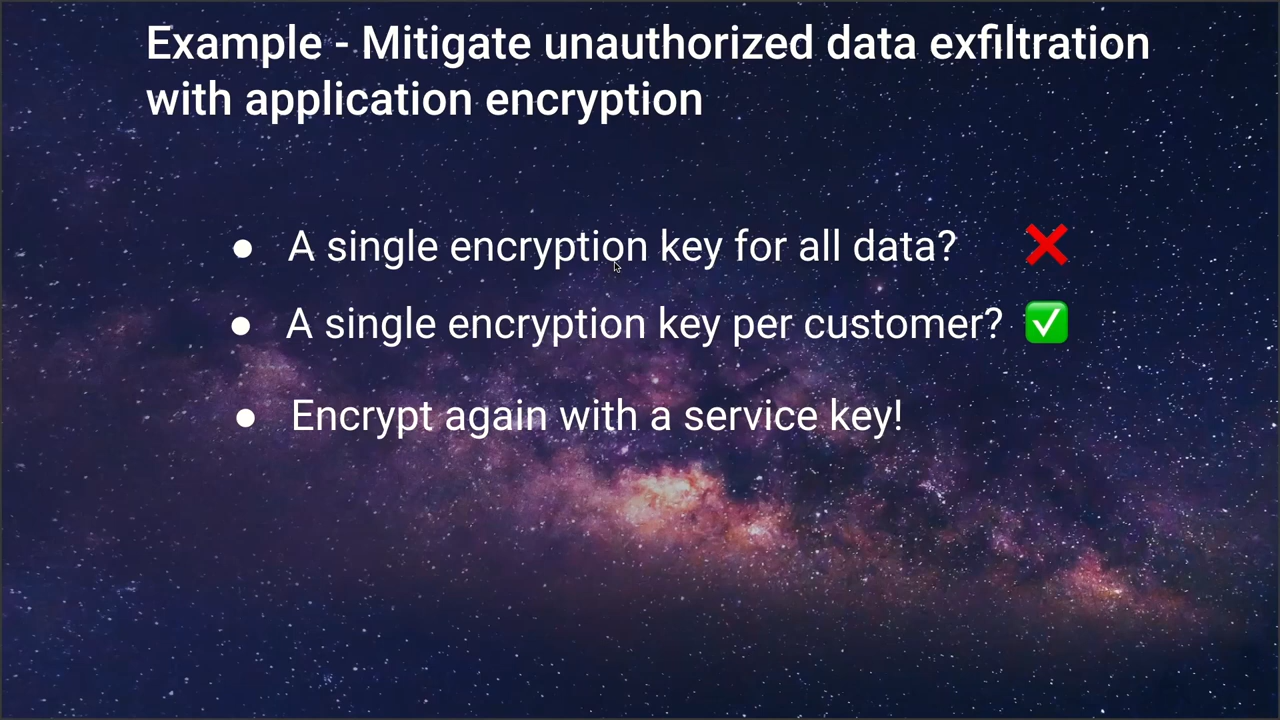 Example - Mitigate unauthorized data exfiltration
with application encryption
● A single encryption key for all data? ❌
● A single encryption key per customer? ✅
● Encrypt again with a service key!